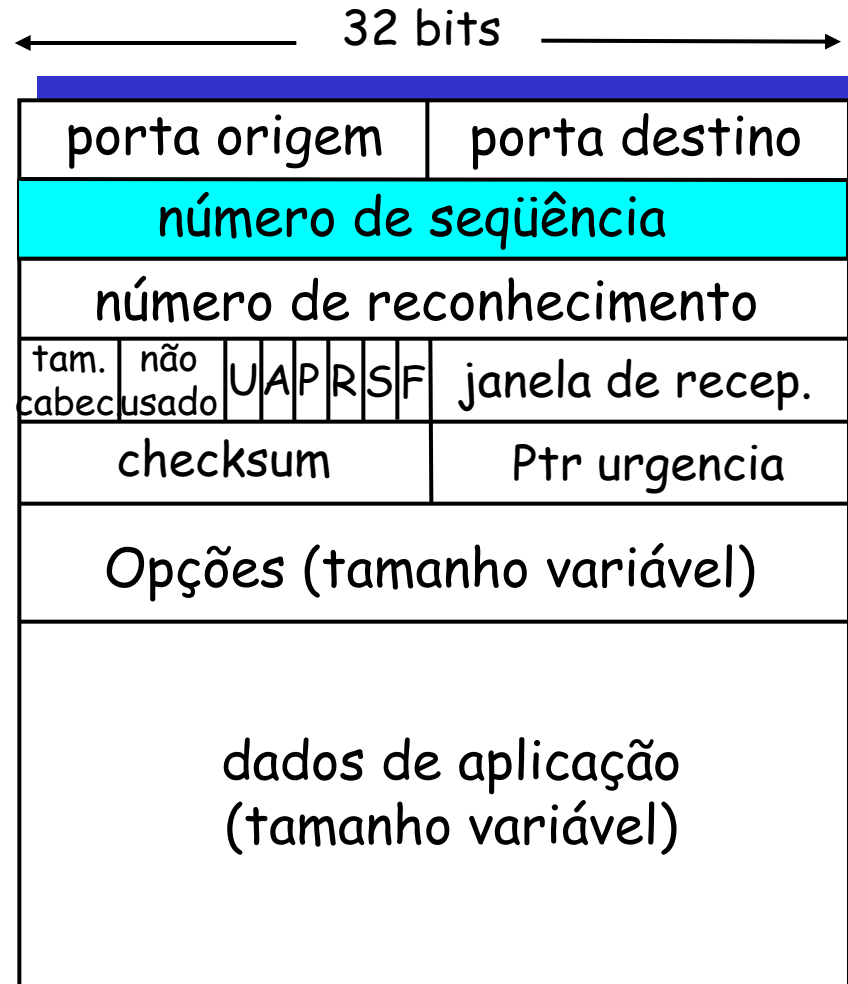 32 bits
porta origem
porta destino
número de seqüência
número de reconhecimento
tam.
cabec.
não
usado
U
A
P
R
S
F
janela de recep.
checksum
Ptr urgencia
Opções (tamanho variável)
dados de aplicação
(tamanho variável)